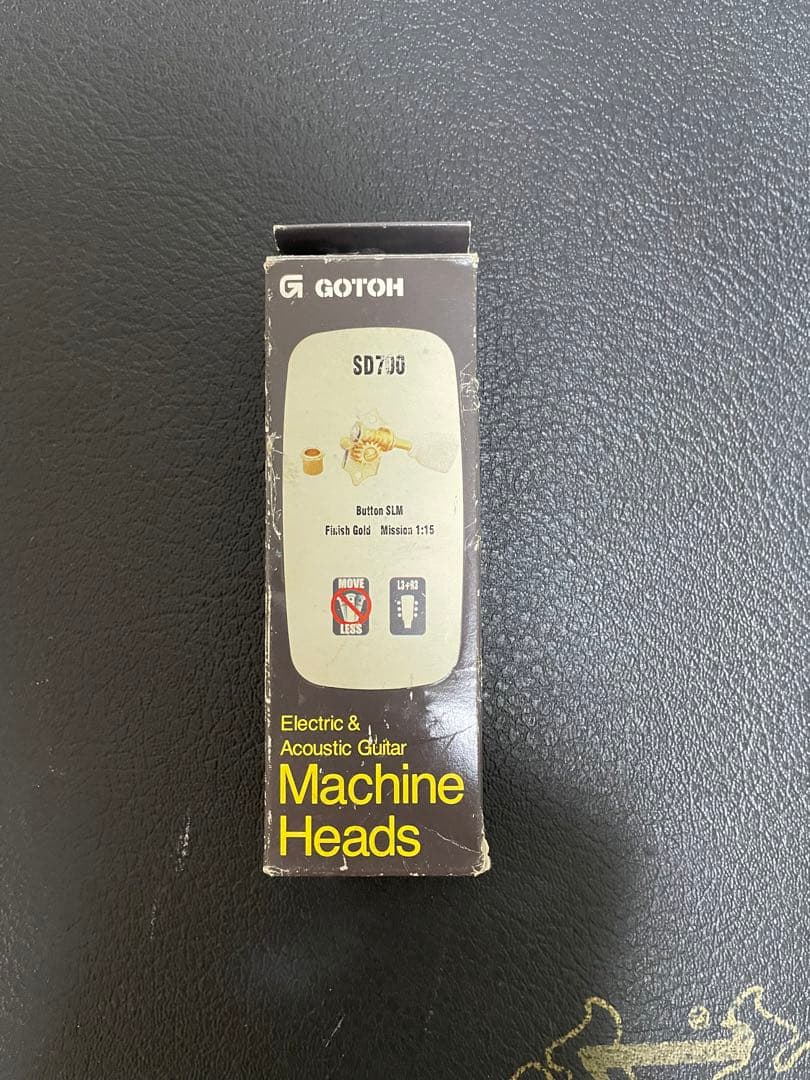 G GOTOH
SD700
Button SLM
Finish Gold Mission 1:15
MOVE
LESS
L3+R3
Electric &
Acoustic Guitar
Machine
Heads